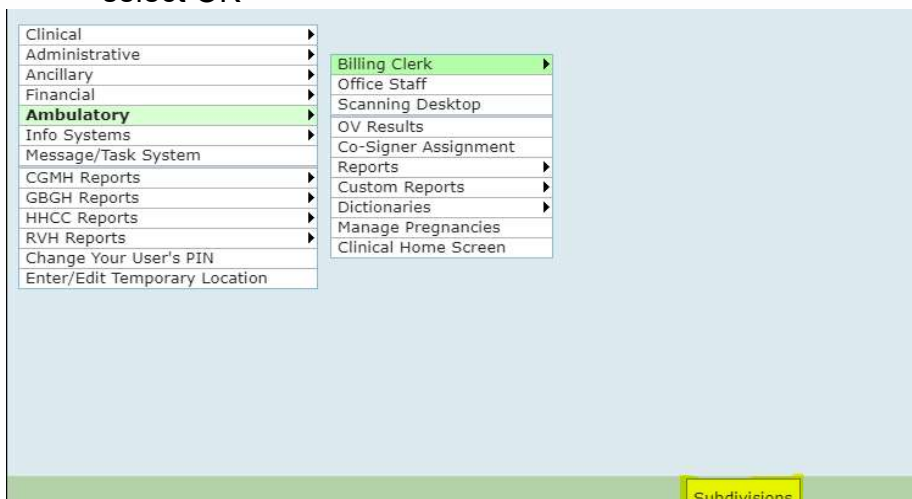 select OK
Clinical
Administrative
Ancillary
Financial
Ambulatory
Info Systems
Message/Task System
CGMH Reports
GBGH Reports
HHCC Reports
RVH Reports
Change Your User's PIN
Enter/Edit Temporary Location
Billing Clerk
Office Staff
Scanning Desktop
OV Results
Co-Signer Assignment
Reports
Custom Reports
Dictionaries
Manage Pregnancies
Clinical Home Screen
Subdivisions